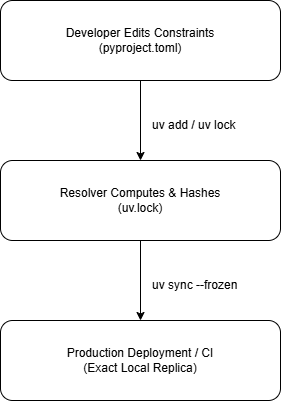 Developer Edits Constraints
(pyproject.toml)
uv add / uv lock
Resolver Computes & Hashes
(uv.lock)
uv sync --frozen
Production Deployment / CI
(Exact Local Replica)